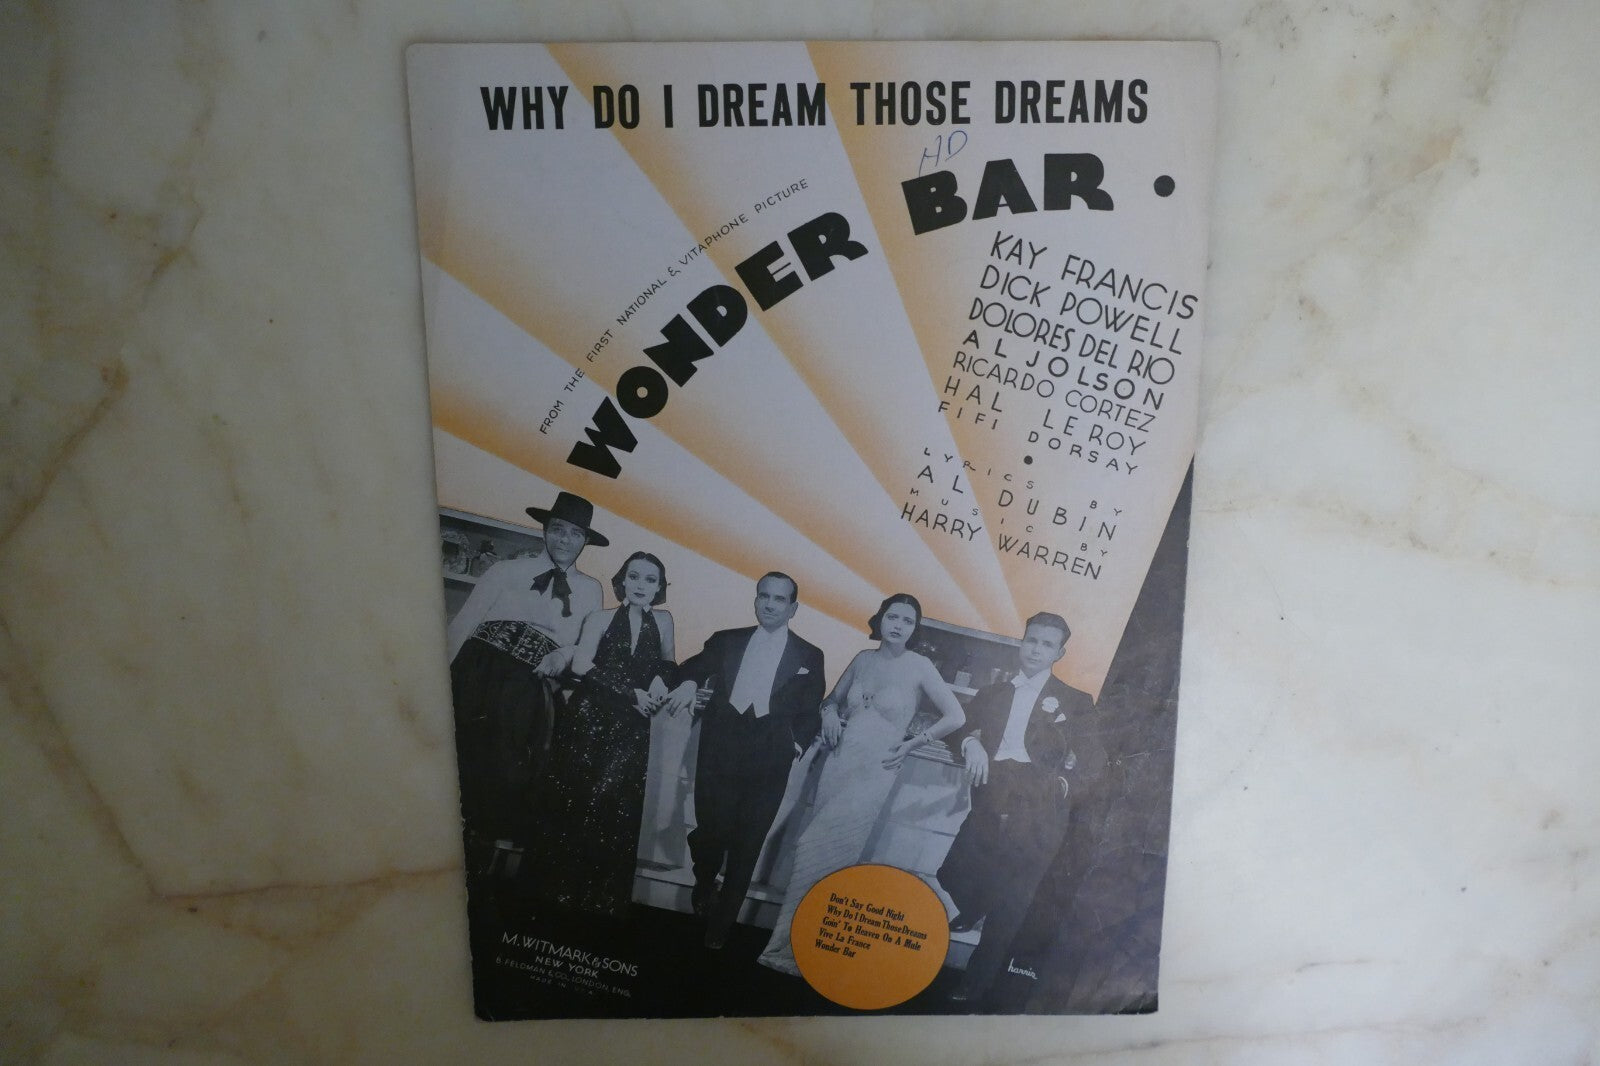 WHY DO I DREAM THOSE DREAMS
HD
FROM THE FIRST NATIONAL & VITAPHONE PICTURE
WONDER BAR •
KAY FRANCIS
DICK POWELL
DOLORES DEL RIO
AL JOLSON
RICARDO CORTEZ
HAL LE ROY
FIFI DORSAY
•
LYRICS BY
AL DUBIN
MUSIC BY
HARRY WARREN
Don't Say Good Night
Why Do I Dream Those Dreams
Goin' To Heaven On A Mule
Vive La France
Wonder Bar
M. WITMARK & SONS
NEW YORK
B. FELDMAN & CO., LONDON, ENG.
MADE IN U.S.A.
harris